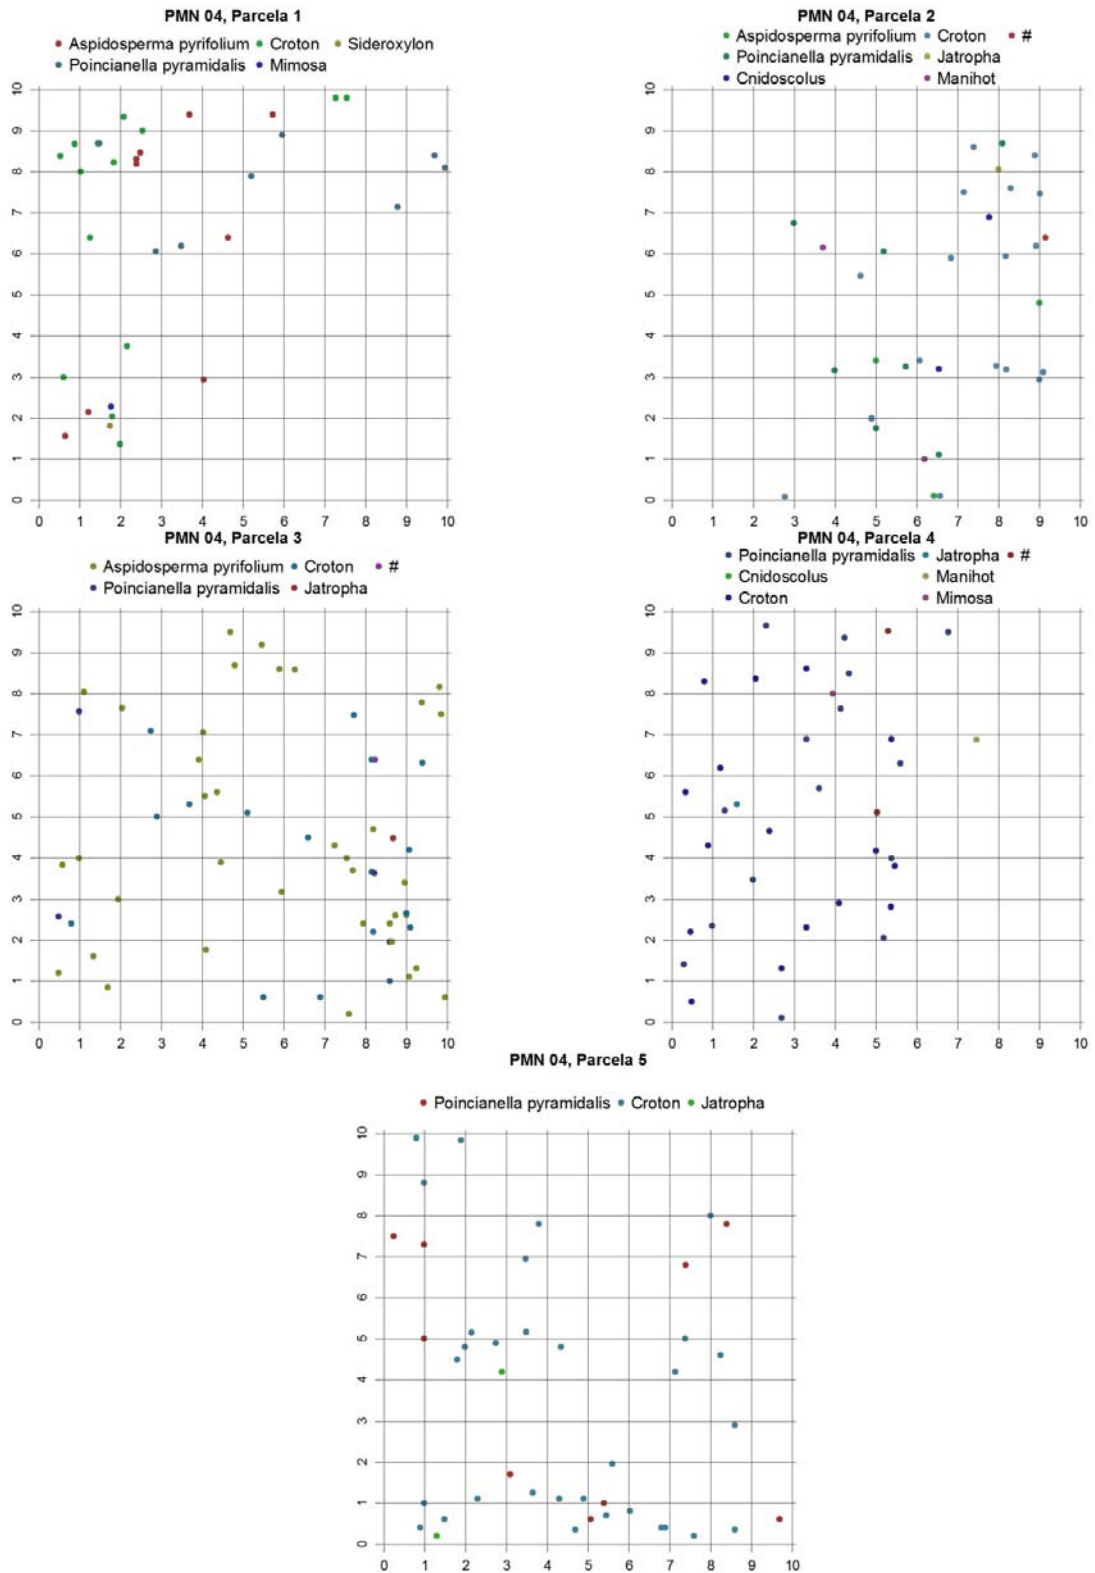 PMN 04, Parcela 1
Aspidosperma pyrifolium Croton Sideroxylon
Poincianella pyramidalis Mimosa
10
9
8
7
6
5
4
3
2
1
0
0 1 2 3 4 5 6 7 8 9 10
PMN 04, Parcela 2
Aspidosperma pyrifolium Croton #
Poincianella pyramidalis Jatropha
Cnidoscolus Manihot
10
9
8
7
6
5
4
3
2
1
0
0 1 2 3 4 5 6 7 8 9 10
PMN 04, Parcela 3
Aspidosperma pyrifolium Croton #
Poincianella pyramidalis Jatropha
10
9
8
7
6
5
4
3
2
1
0
0 1 2 3 4 5 6 7 8 9 10
PMN 04, Parcela 4
Poincianella pyramidalis Jatropha #
Cnidoscolus Manihot
Croton Mimosa
10
9
8
7
6
5
4
3
2
1
0
0 1 2 3 4 5 6 7 8 9 10
PMN 04, Parcela 5
Poincianella pyramidalis Croton Jatropha
10
9
8
7
6
5
4
3
2
1
0
0 1 2 3 4 5 6 7 8 9 10